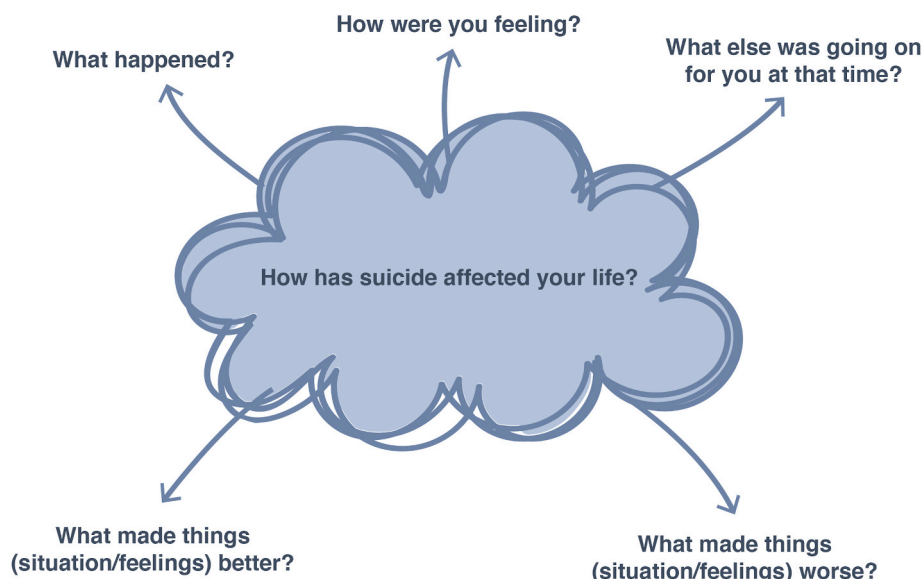 How were you feeling?
What happened?
What else was going on
for you at that time?
How has suicide affected your life?
What made things
(situation/feelings) better?
What made things
(situation/feelings) worse?